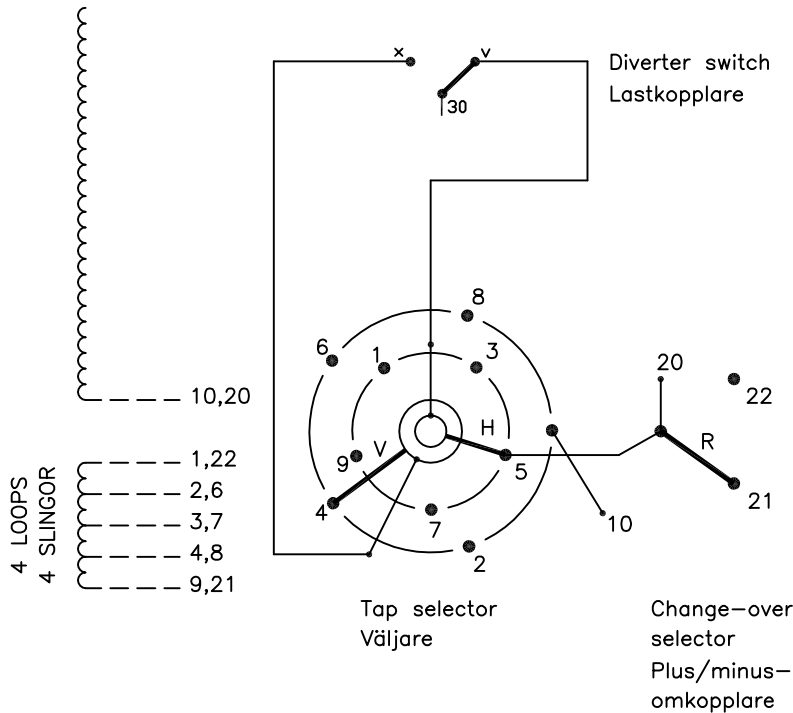 x
v
30
Diverter switch
Lastkopplare
8
6
1
3
20
22
10,20
H
R
V
1,22
9
5
21
2,6
4
10
3,7
7
4,8
2
9,21
4 LOOPS
4 SLINGOR
Tap selector
Väljare
Change-over
selector
Plus/minus-
omkopplare